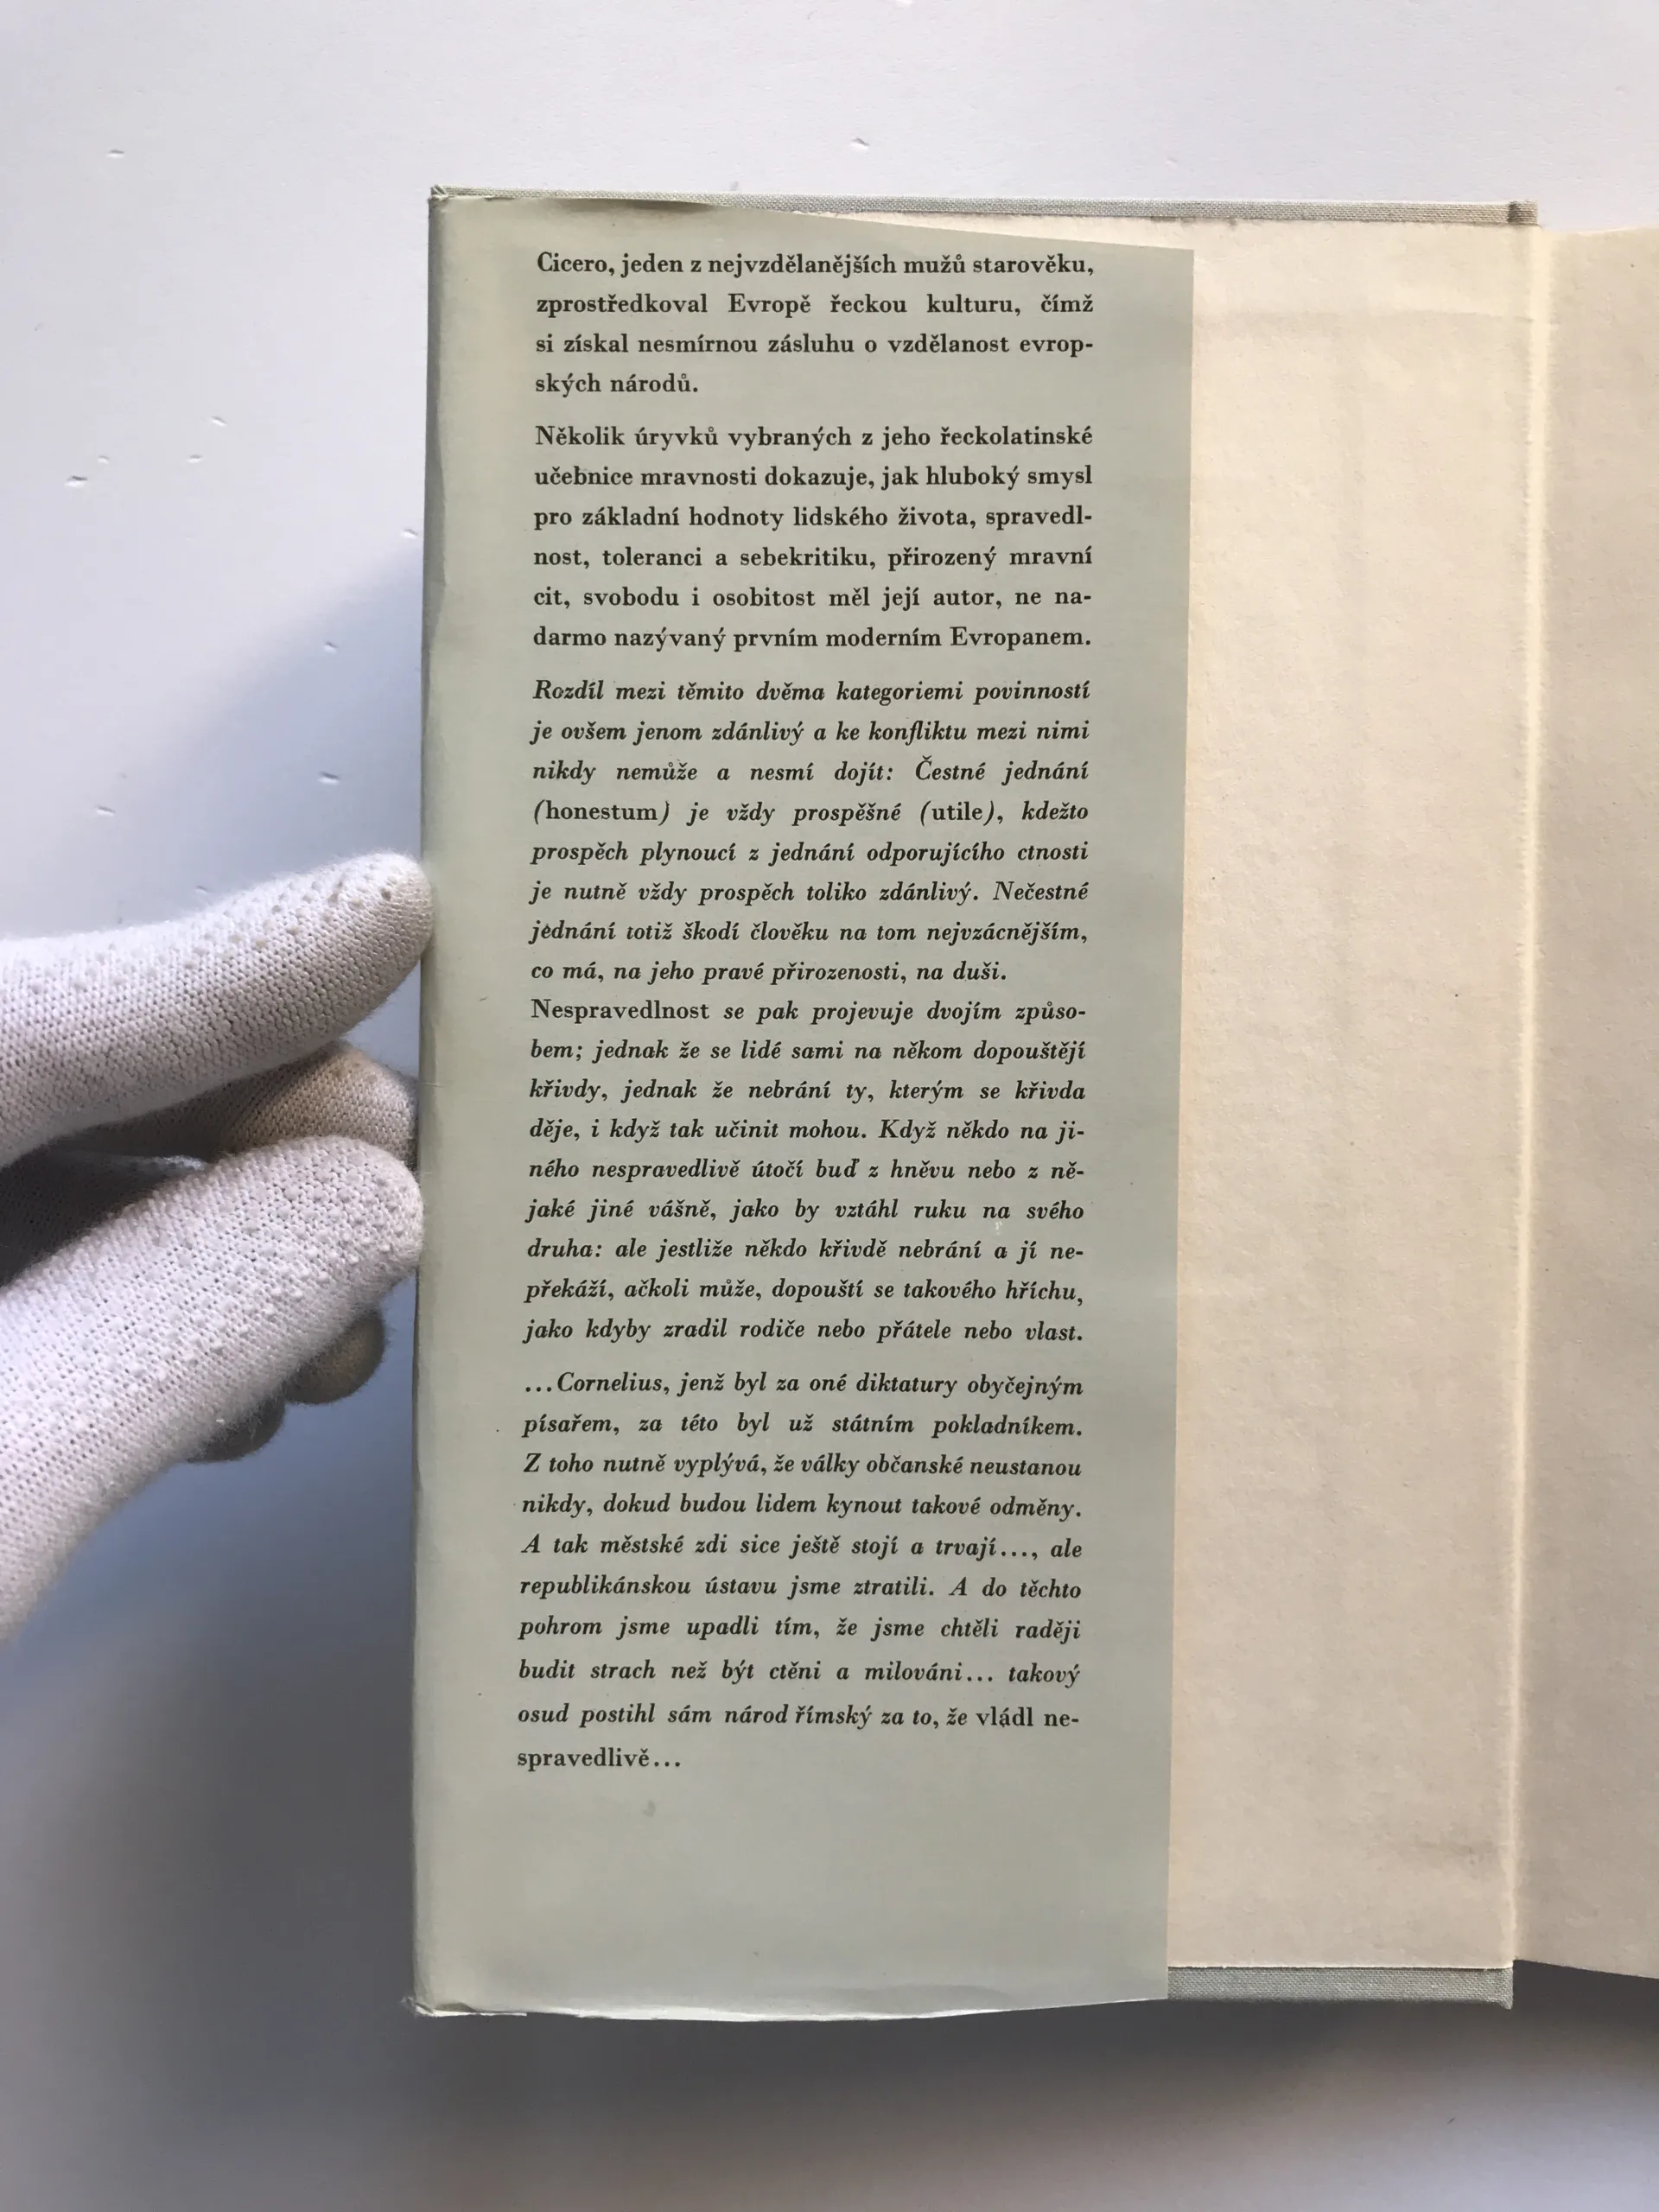 Cicero, jeden z nejvzdělanějších mužů starověku,
zprostředkoval Evropě řeckou kulturu, čímž
si získal nesmírnou zásluhu o vzdělanost evrop-
ských národů.
Několik úryvků vybraných z jeho řeckolatinské
učebnice mravnosti dokazuje, jak hluboký smysl
pro základní hodnoty lidského života, spravedl-
nost, toleranci a sebekritiku, přirozený mravní
cit, svobodu i osobitost měl její autor, ne na-
darmo nazývaný prvním moderním Evropanem.
Rozdíl mezi těmito dvěma kategoriemi povinností
je ovšem jenom zdánlivý a ke konfliktu mezi nimi
nikdy nemůže a nesmí dojít: Čestné jednání
(honestum) je vždy prospěšné (utile), kdežto
prospěch plynoucí z jednání odporujícího ctnosti
je nutně vždy prospěch toliko zdánlivý. Nečestné
jednání totiž škodí člověku na tom nejvzácnějším,
co má, na jeho pravé přirozenosti, na duši.
Nespravedlnost se pak projevuje dvojím způso-
bem; jednak že se lidé sami na někom dopouštějí
křivdy, jednak že nebrání ty, kterým se křivda
děje, i když tak učinit mohou. Když někdo na ji-
ného nespravedlivě útočí buď z hněvu nebo z ně-
jaké jiné vášně, jako by vztáhl ruku na svého
druha: ale jestliže někdo křivdě nebrání a jí ne-
překáží, ačkoli může, dopouští se takového hříchu,
jako kdyby zradil rodiče nebo přátele nebo vlast.
...Cornelius, jenž byl za oné diktatury obyčejným
písařem, za této byl už státním pokladníkem.
Z toho nutně vyplývá, že války občanské neustanou
nikdy, dokud budou lidem kynout takové odměny.
A tak městské zdi sice ještě stojí a trvají..., ale
republikánskou ústavu jsme ztratili. A do těchto
pohrom jsme upadli tím, že jsme chtěli raději
budit strach než být ctěni a milováni... takový
osud postihl sám národ římský za to, že vládl ne-
spravedlivě...